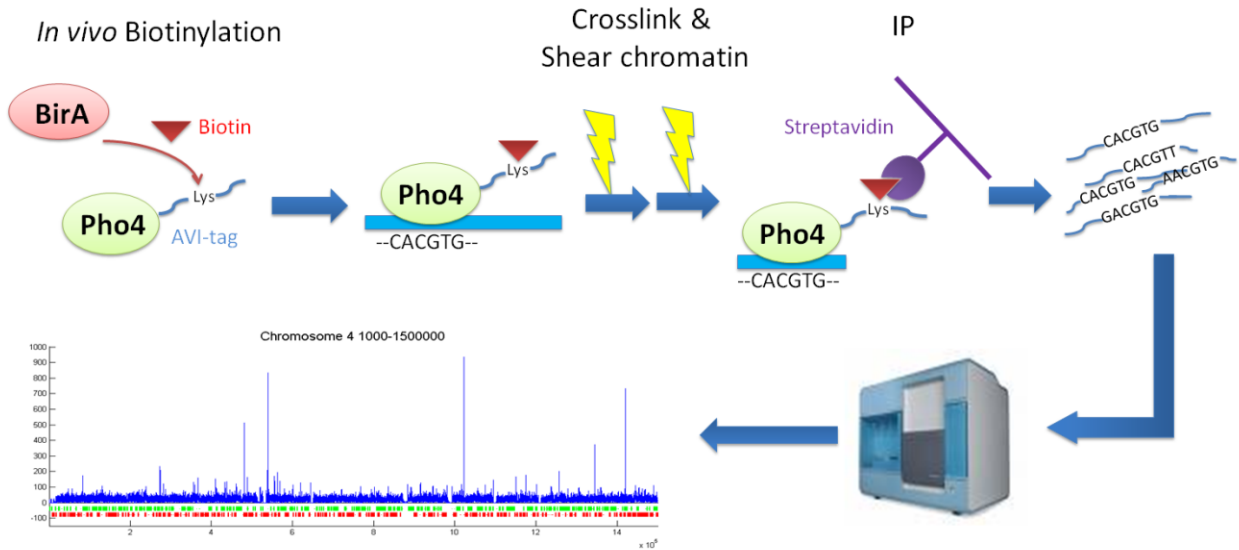 In vivo Biotinylation
Crosslink &
Shear chromatin
IP
BirA
Biotin
Lys
Pho4
AVI-tag
Lys
Pho4
--CACGTG--
Streptavidin
Lys
Pho4
--CACGTG--
CACGTG
CACGTT
CACGTG
AACGTG
GACGTG
Chromosome 4 1000-1500000
1000
900
800
700
600
500
400
300
200
100
0
-100
2
4
6
8
10
12
14